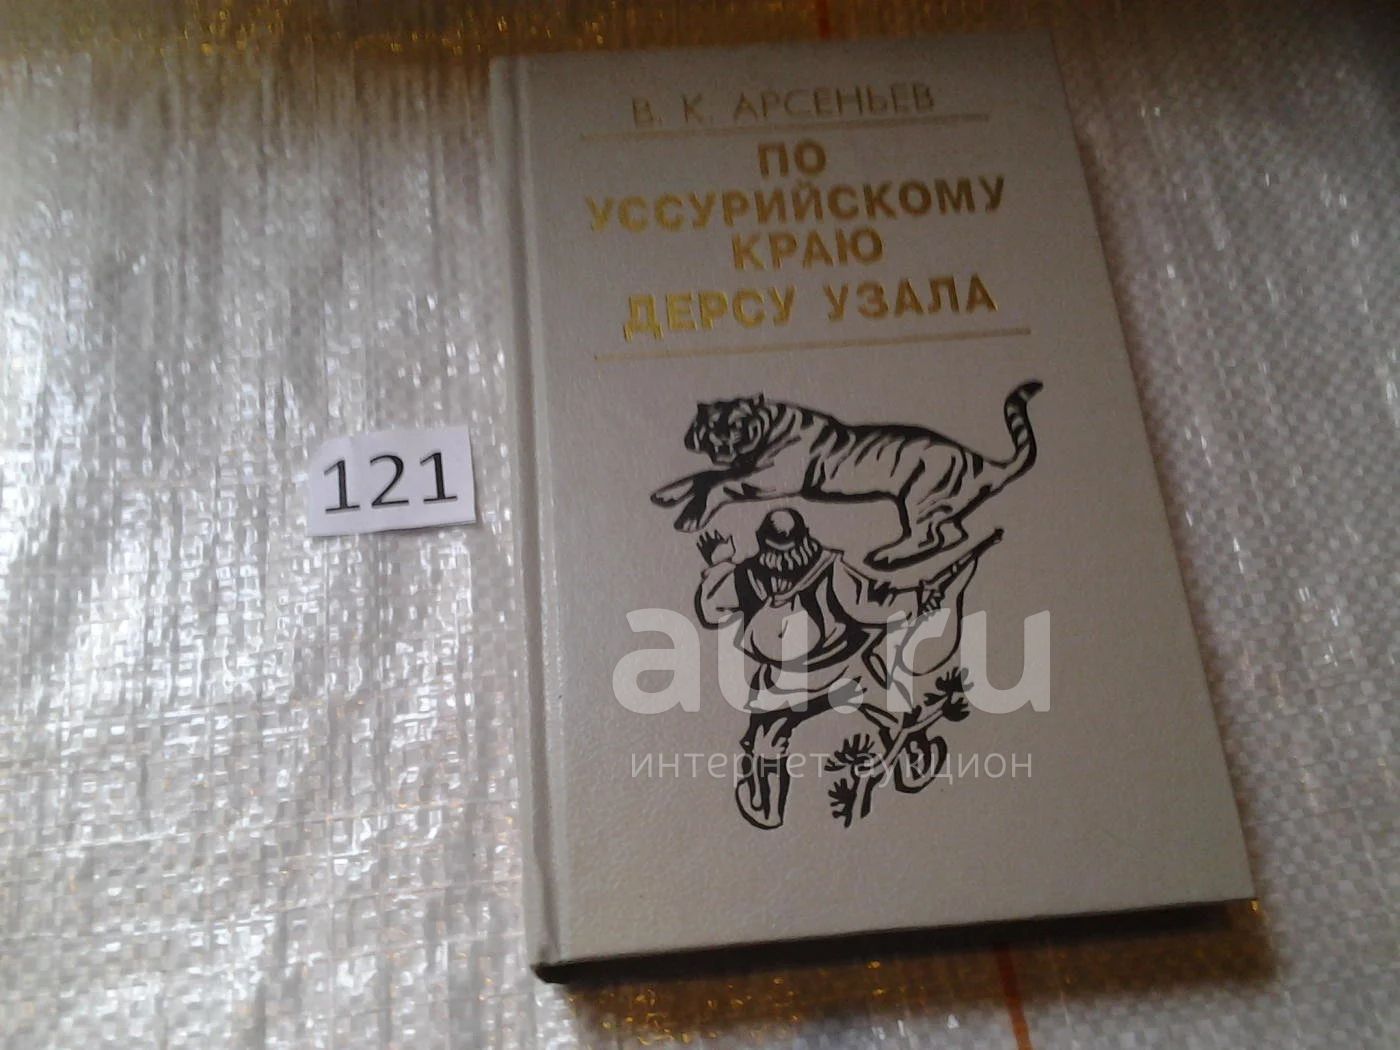 В. К. АРСЕНЬЕВ
ПО
УССУРИЙСКОМУ
КРАЮ
ДЕРСУ УЗАЛА
121
au.ru
интернет-аукцион